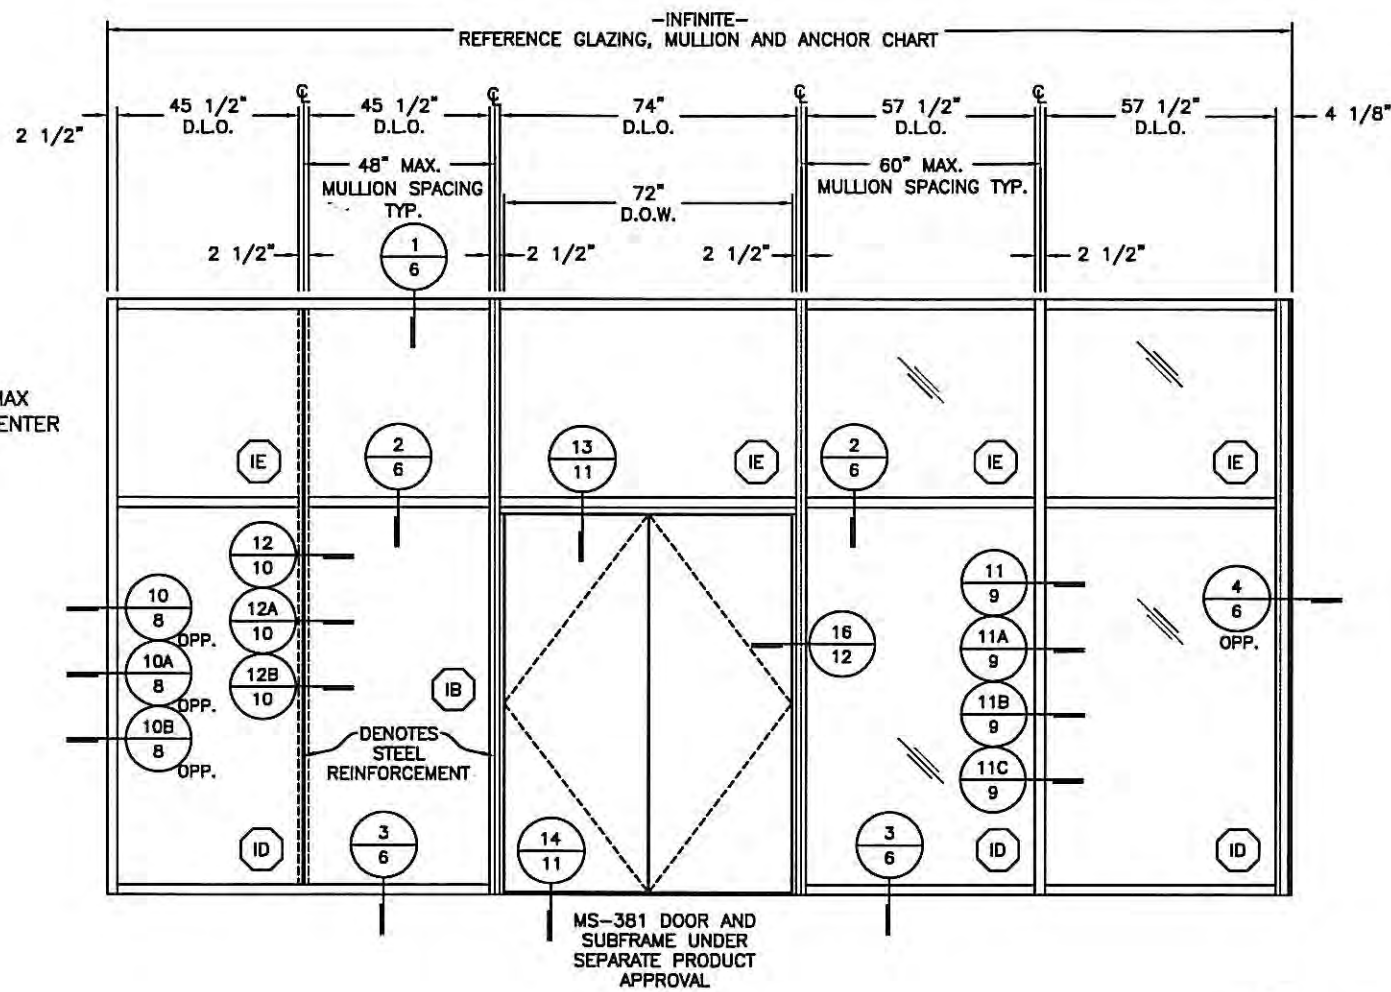 -INFINITE-
REFERENCE GLAZING, MULLION AND ANCHOR CHART
2 1/2"
45 1/2"
D.L.O.
℄
45 1/2"
D.L.O.
℄
74"
D.L.O.
℄
57 1/2"
D.L.O.
℄
57 1/2"
D.L.O.
4 1/8"
48" MAX.
MULLION SPACING
TYP.
72"
D.O.W.
60" MAX.
MULLION SPACING TYP.
2 1/2"
1
6
2 1/2"
2 1/2"
2 1/2"
ENTER
IE
2
6
13
11
IE
2
6
IE
IE
12
10
10
8
OPP.
12A
10
10A
8
OPP.
12B
10
10B
8
OPP.
IB
DENOTES
STEEL
REINFORCEMENT
16
12
11
9
11A
9
11B
9
11C
9
4
6
OPP.
ID
3
6
14
11
3
6
ID
ID
MS-381 DOOR AND
SUBFRAME UNDER
SEPARATE PRODUCT
APPROVAL